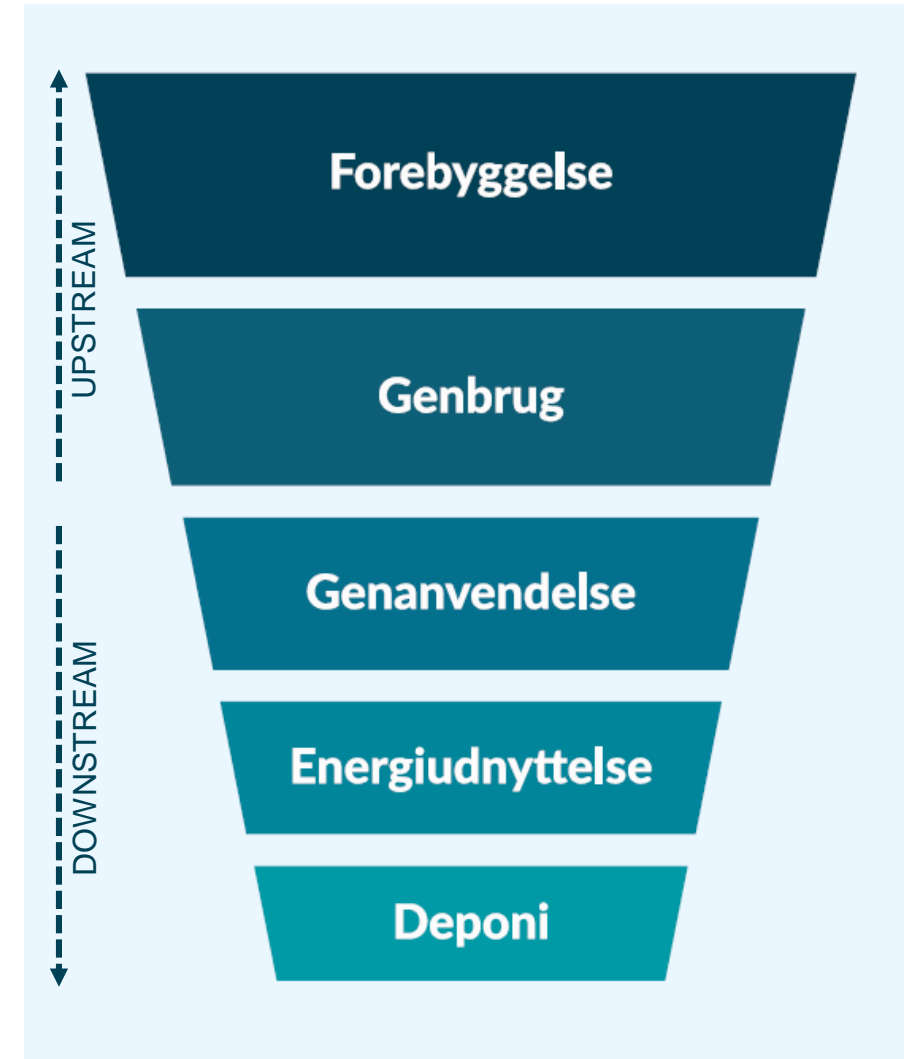 Forebyggelse
UPSTREAM
Genbrug
Genanvendelse
Energiudnyttelse
DOWNSTREAM
Deponi